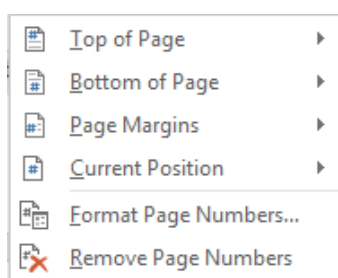 Top of Page
Bottom of Page
Page Margins
Current Position
Format Page Numbers...
Remove Page Numbers